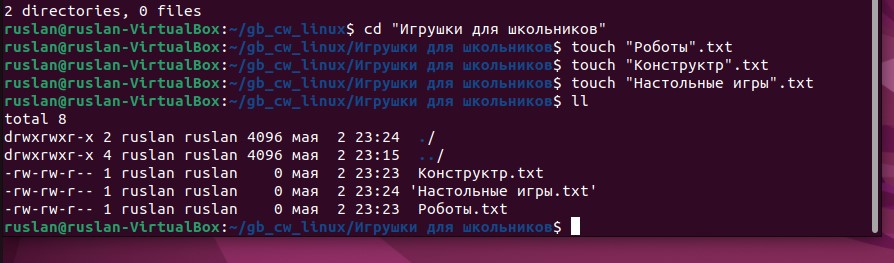 2 directories, 0 files
ruslan@ruslan-VirtualBox:~/gb_cw_linux$ cd "Игрушки для школьников"
ruslan@ruslan-VirtualBox:~/gb_cw_linux/Игрушки для школьников$ touch "Роботы".txt
ruslan@ruslan-VirtualBox:~/gb_cw_linux/Игрушки для школьников$ touch "Конструктр".txt
ruslan@ruslan-VirtualBox:~/gb_cw_linux/Игрушки для школьников$ touch "Настольные игры".txt
ruslan@ruslan-VirtualBox:~/gb_cw_linux/Игрушки для школьников$ ll
total 8
drwxrwxr-x 2 ruslan ruslan 4096 мая  2 23:24  ./
drwxrwxr-x 4 ruslan ruslan 4096 мая  2 23:15  ../
-rw-rw-r-- 1 ruslan ruslan    0 мая  2 23:23  Конструктр.txt
-rw-rw-r-- 1 ruslan ruslan    0 мая  2 23:24 'Настольные игры.txt'
-rw-rw-r-- 1 ruslan ruslan    0 мая  2 23:23  Роботы.txt
ruslan@ruslan-VirtualBox:~/gb_cw_linux/Игрушки для школьников$